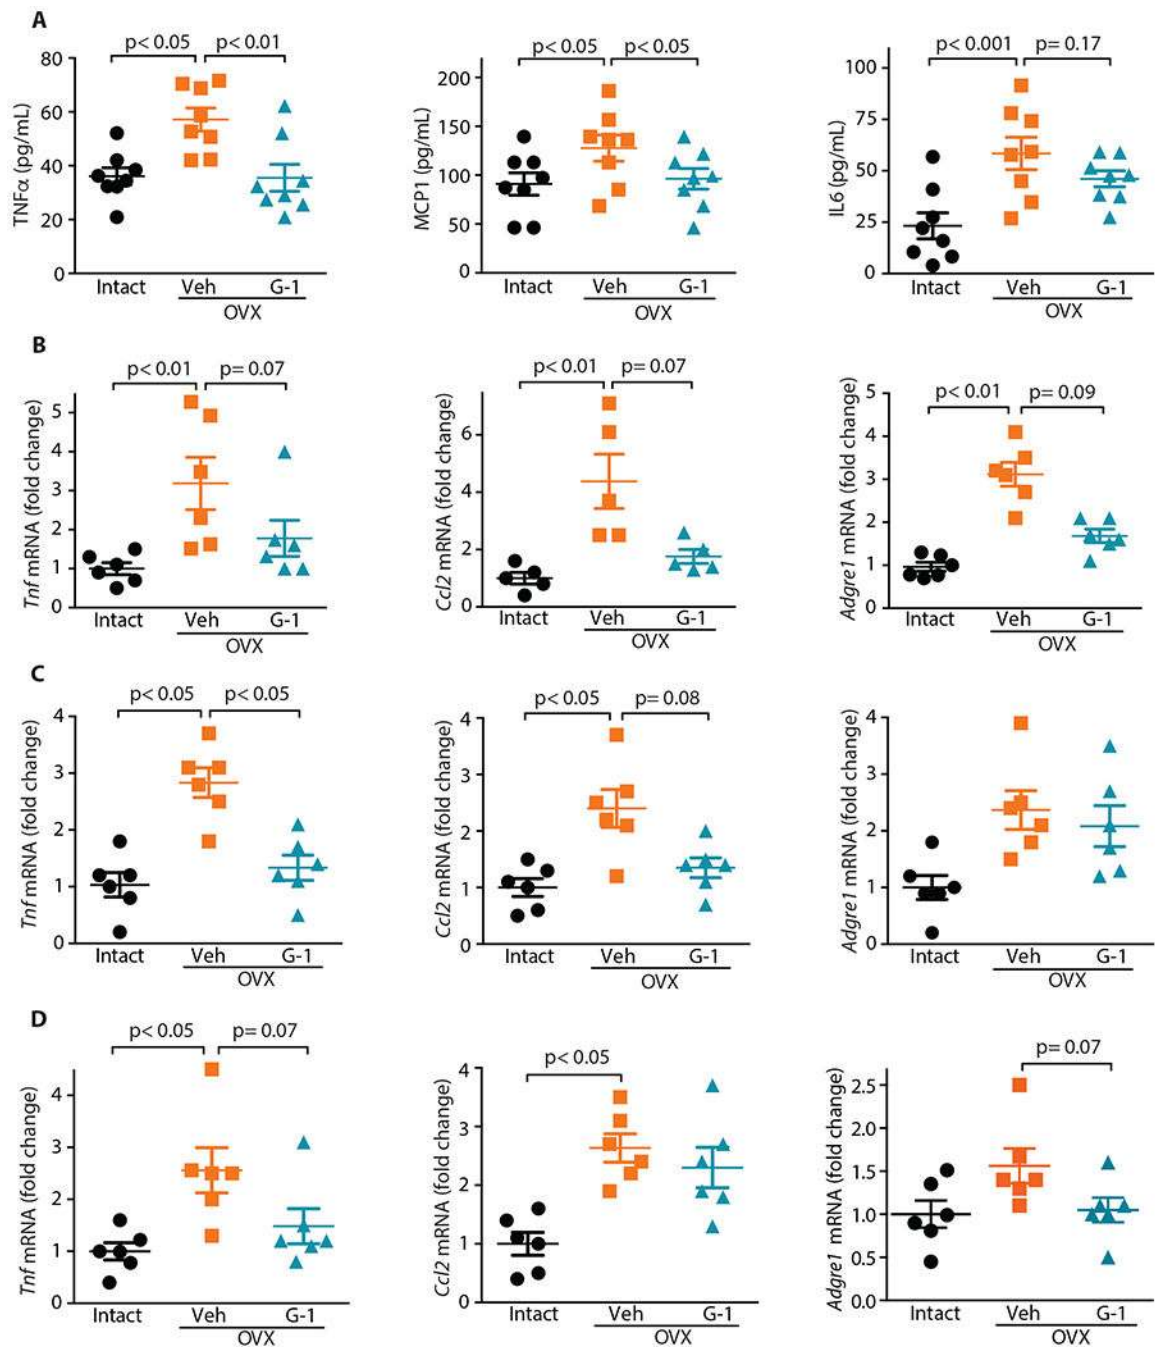 A
p< 0.05 p< 0.01
TNFα (pg/mL)
80
60
40
20
0
Intact Veh G-1
OVX
p< 0.05 p< 0.05
MCP1 (pg/mL)
200
150
100
50
0
Intact Veh G-1
OVX
p< 0.001 p= 0.17
IL6 (pg/mL)
100
75
50
25
0
Intact Veh G-1
OVX
B
p< 0.01 p= 0.07
Tnf mRNA (fold change)
5
4
3
2
1
0
Intact Veh G-1
OVX
p< 0.01 p= 0.07
Ccl2 mRNA (fold change)
6
4
2
0
Intact Veh G-1
OVX
p< 0.01 p= 0.09
Adgre1 mRNA (fold change)
5
4
3
2
1
0
Intact Veh G-1
OVX
C
p< 0.05 p< 0.05
Tnf mRNA (fold change)
4
3
2
1
0
Intact Veh G-1
OVX
p< 0.05 p= 0.08
Ccl2 mRNA (fold change)
4
3
2
1
0
Intact Veh G-1
OVX
Adgre1 mRNA (fold change)
4
3
2
1
0
Intact Veh G-1
OVX
D
p< 0.05 p= 0.07
Tnf mRNA (fold change)
4
3
2
1
0
Intact Veh G-1
OVX
p< 0.05
Ccl2 mRNA (fold change)
4
3
2
1
0
Intact Veh G-1
OVX
p= 0.07
Adgre1 mRNA (fold change)
2.5
2.0
1.5
1.0
0.5
0.0
Intact Veh G-1
OVX